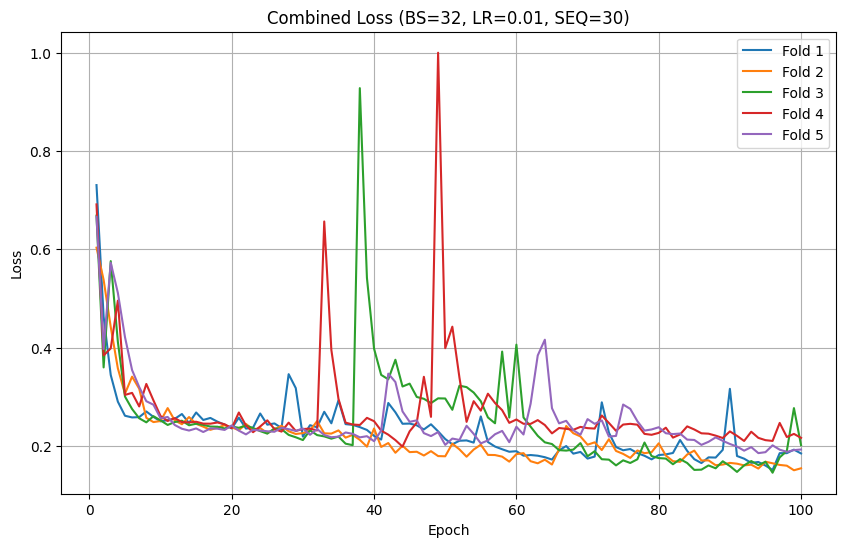 Combined Loss (BS=32, LR=0.01, SEQ=30)
Fold 1
Fold 2
Fold 3
Fold 4
Fold 5
Loss
1.0
0.8
0.6
0.4
0.2
0 20 40 60 80 100
Epoch